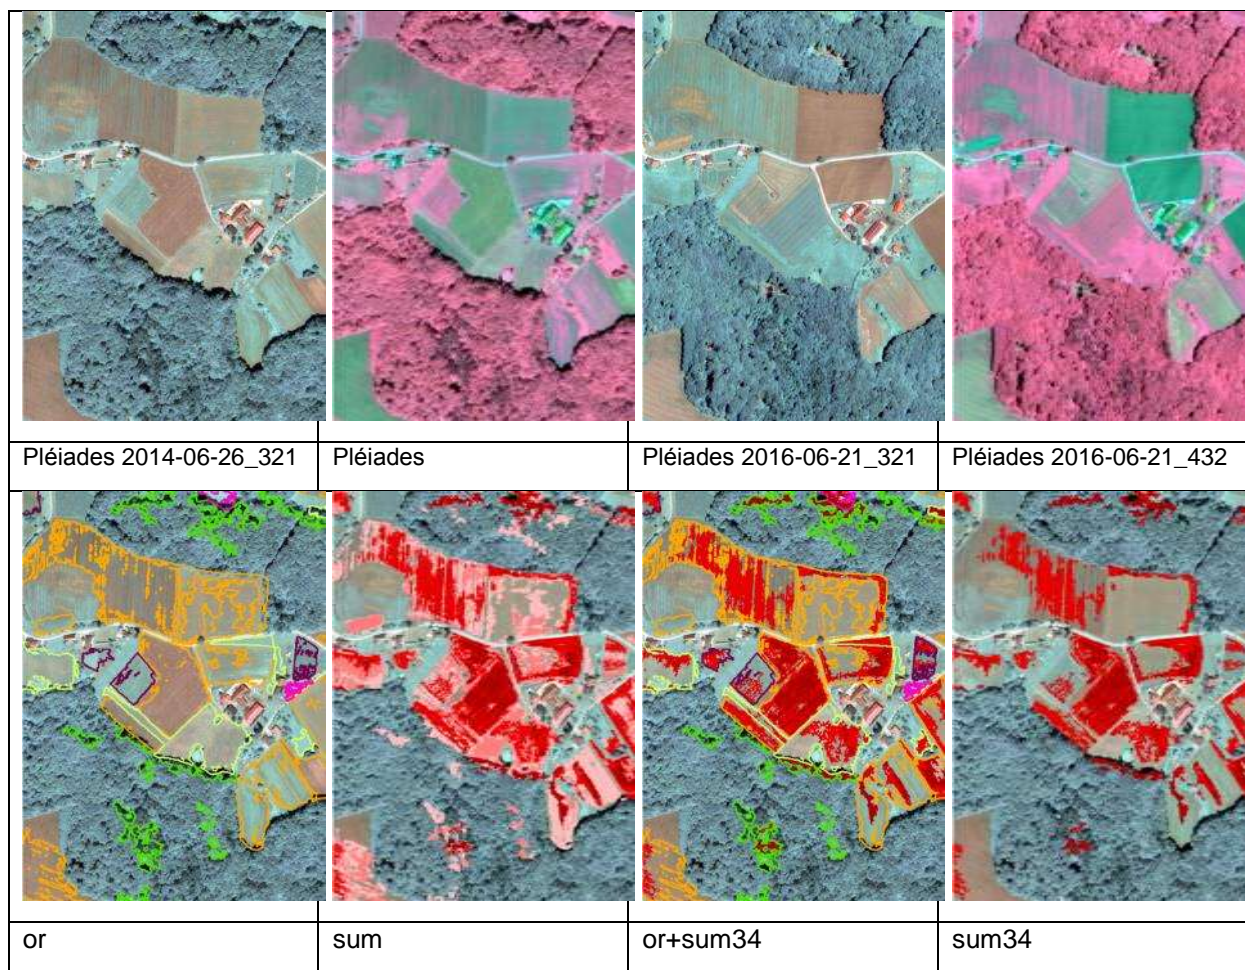 Pléiades 2014-06-26_321
Pléiades
Pléiades 2016-06-21_321
Pléiades 2016-06-21_432
or
sum
or+sum34
sum34